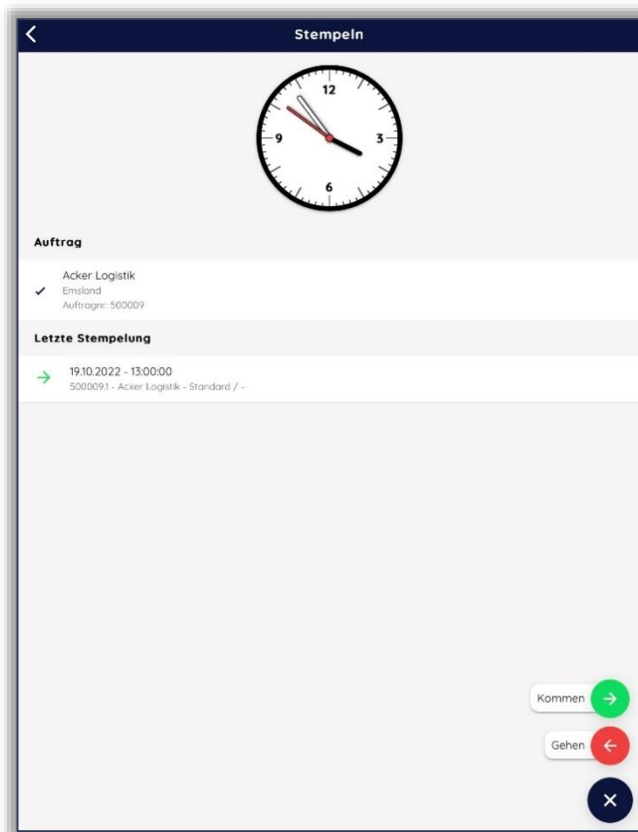 Stempeln
12
9
3
6
Auftrag
Acker Logistik
Emsland
Auftragnr: 500009
Letzte Stempelung
19.10.2022 - 13:00:00
500009.1 - Acker Logistik - Standard / -
Kommen
Gehen